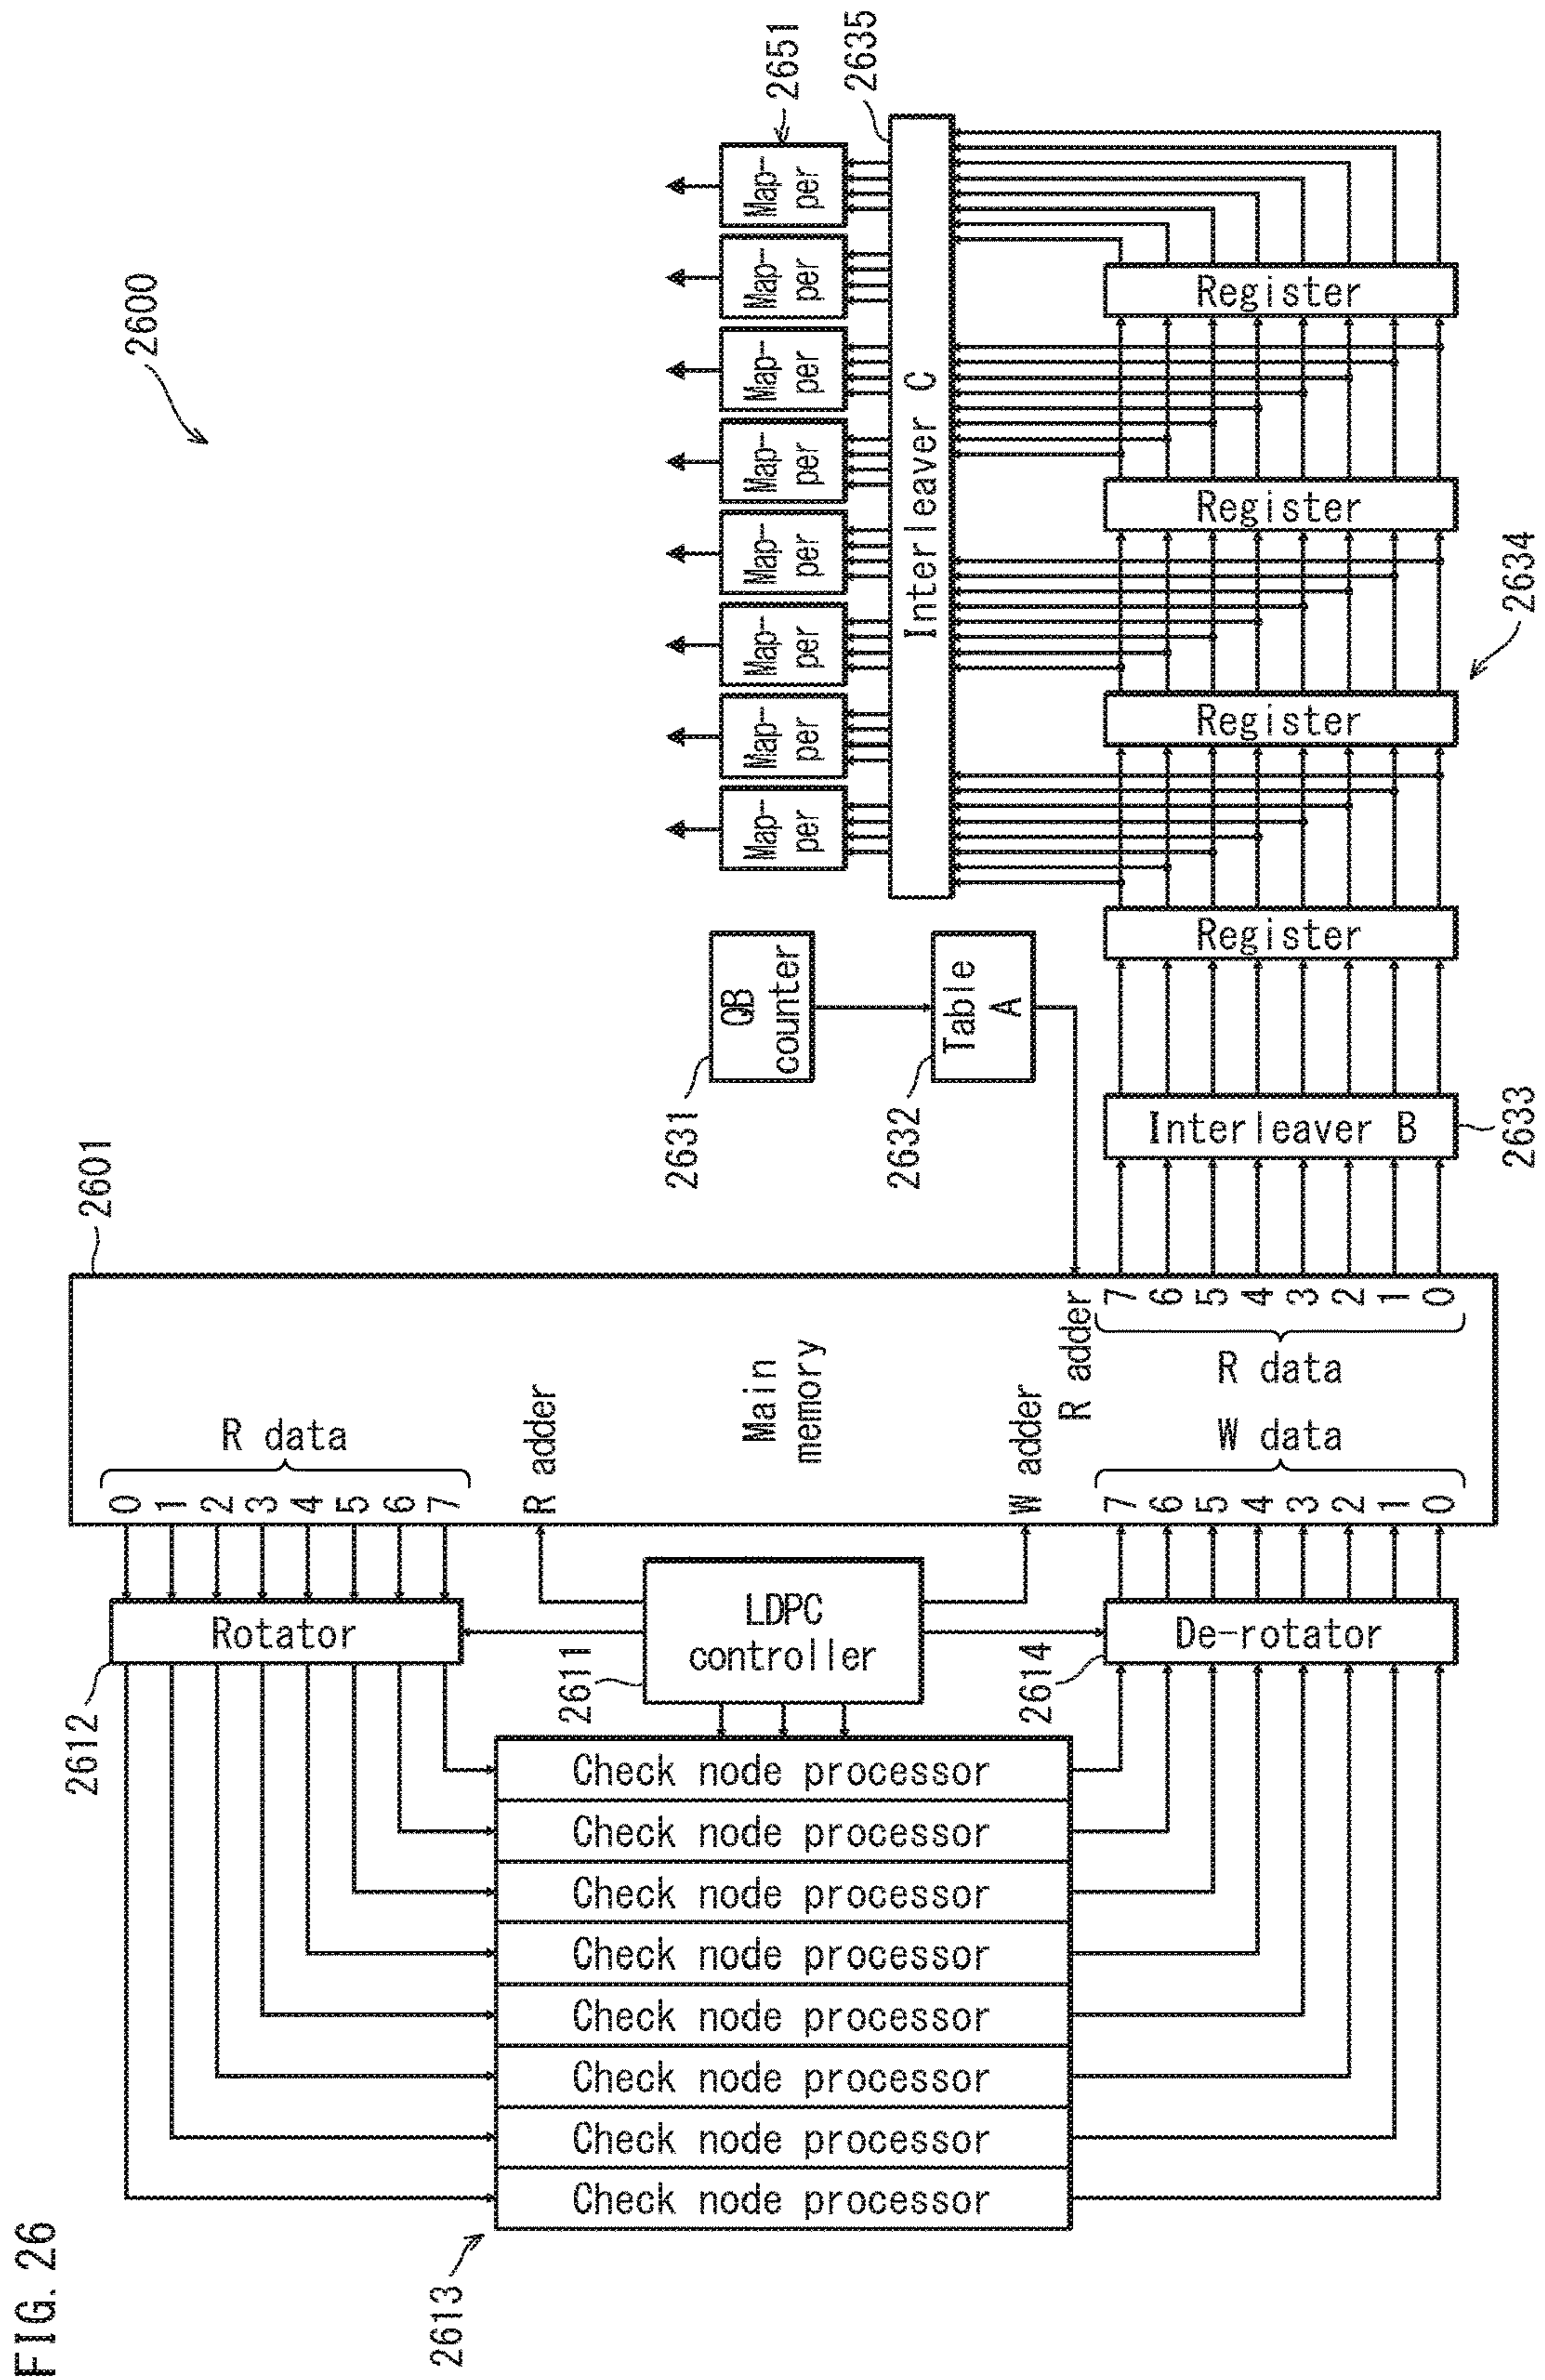 FIG. 26
2600
2601
R data
0
1
2
3
4
5
6
7
R adder
Main
memory
W adder
R adder
W data
7
6
5
4
3
2
1
0
R data
7
6
5
4
3
2
1
0
2612
Rotator
2611
LDPC
controller
2614
De-rotator
2613
Check node processor
Check node processor
Check node processor
Check node processor
Check node processor
Check node processor
Check node processor
Check node processor
2631
QB
counter
2632
Table
A
Interleaver B
2633
Register
Register
Register
Register
2634
Interleaver C
2635
Map-
per
Map-
per
Map-
per
Map-
per
Map-
per
Map-
per
Map-
per
Map-
per
2651